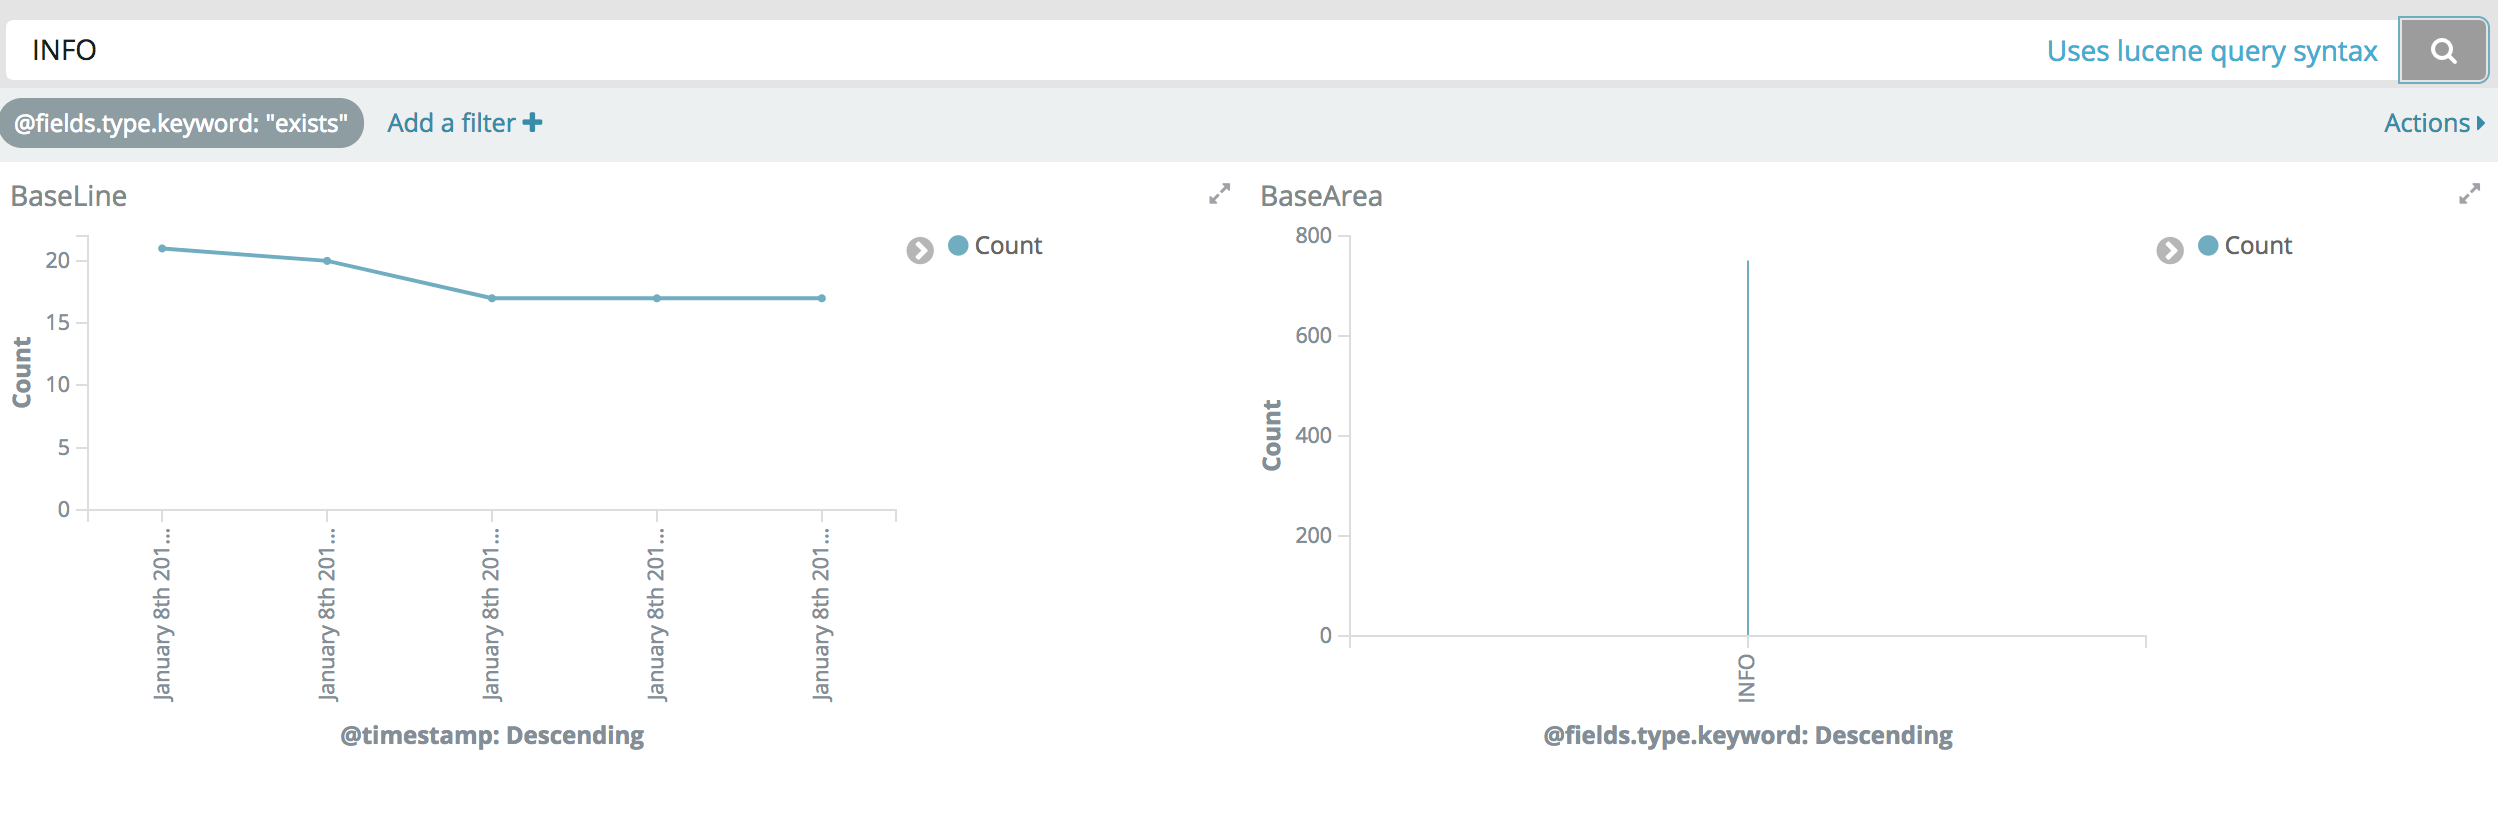 INFO
Uses lucene query syntax
@fields.type.keyword: "exists"
Add a filter
Actions
BaseLine
20
15
10
5
0
Count
January 8th 201...
January 8th 201...
January 8th 201...
January 8th 201...
January 8th 201...
@timestamp: Descending
Count
BaseArea
800
600
400
200
0
Count
INFO
@fields.type.keyword: Descending
Count